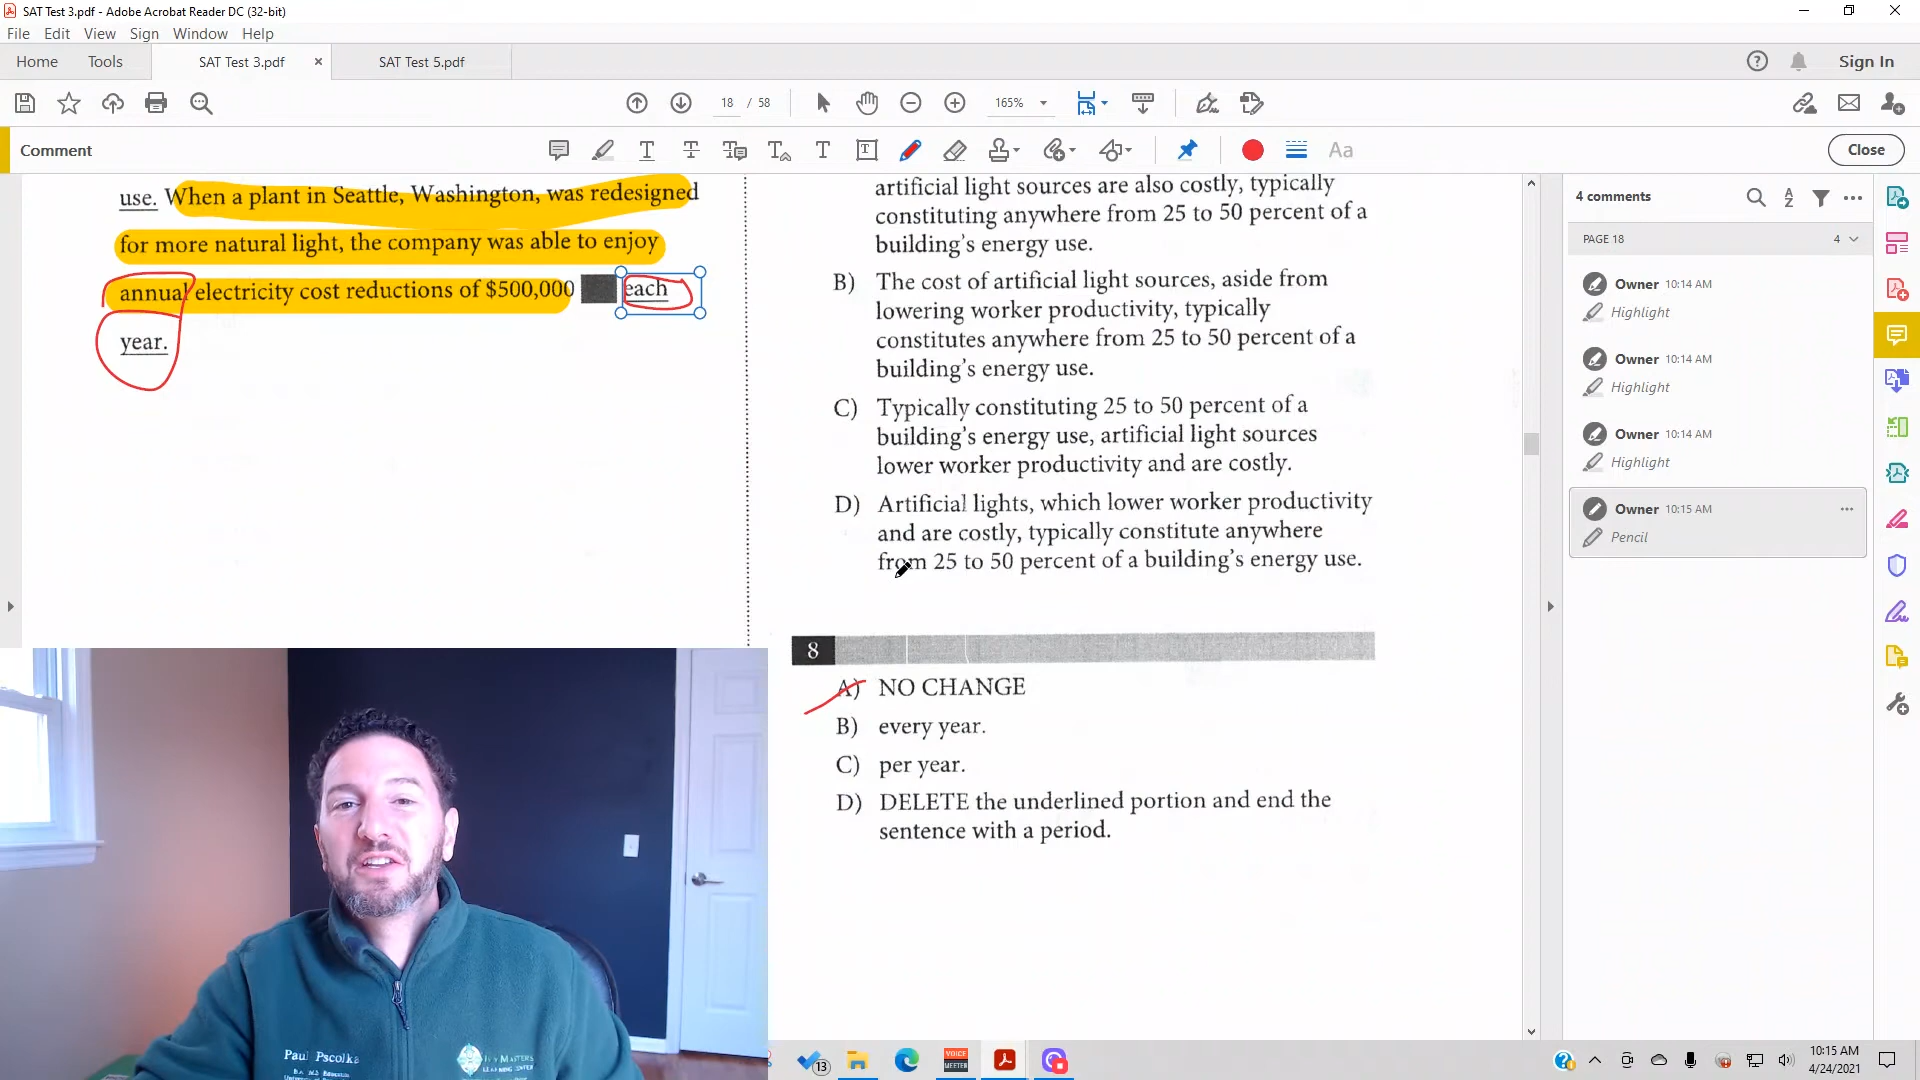 SAT Test 3.pdf - Adobe Acrobat Reader DC (32-bit)
File Edit View Sign Window Help
Home Tools SAT Test 3.pdf × SAT Test 5.pdf Sign In
18 / 58 165%
Comment Aa Close
use. When a plant in Seattle, Washington, was redesigned
for more natural light, the company was able to enjoy
annual electricity cost reductions of $500,000 each
year.
artificial light sources are also costly, typically
constituting anywhere from 25 to 50 percent of a
building's energy use.
B) The cost of artificial light sources, aside from
lowering worker productivity, typically
constitutes anywhere from 25 to 50 percent of a
building's energy use.
C) Typically constituting 25 to 50 percent of a
building's energy use, artificial light sources
lower worker productivity and are costly.
D) Artificial lights, which lower worker productivity
and are costly, typically constitute anywhere
from 25 to 50 percent of a building's energy use.
8
A) NO CHANGE
B) every year.
C) per year.
D) DELETE the underlined portion and end the
sentence with a period.
4 comments
PAGE 18 4
Owner 10:14 AM
Highlight
Owner 10:14 AM
Highlight
Owner 10:14 AM
Highlight
Owner 10:15 AM
Pencil
Paul Pscolka
IVY MASTERS
LEARNING CENTER
13
VOICE
MEETER
10:15 AM
4/24/2021